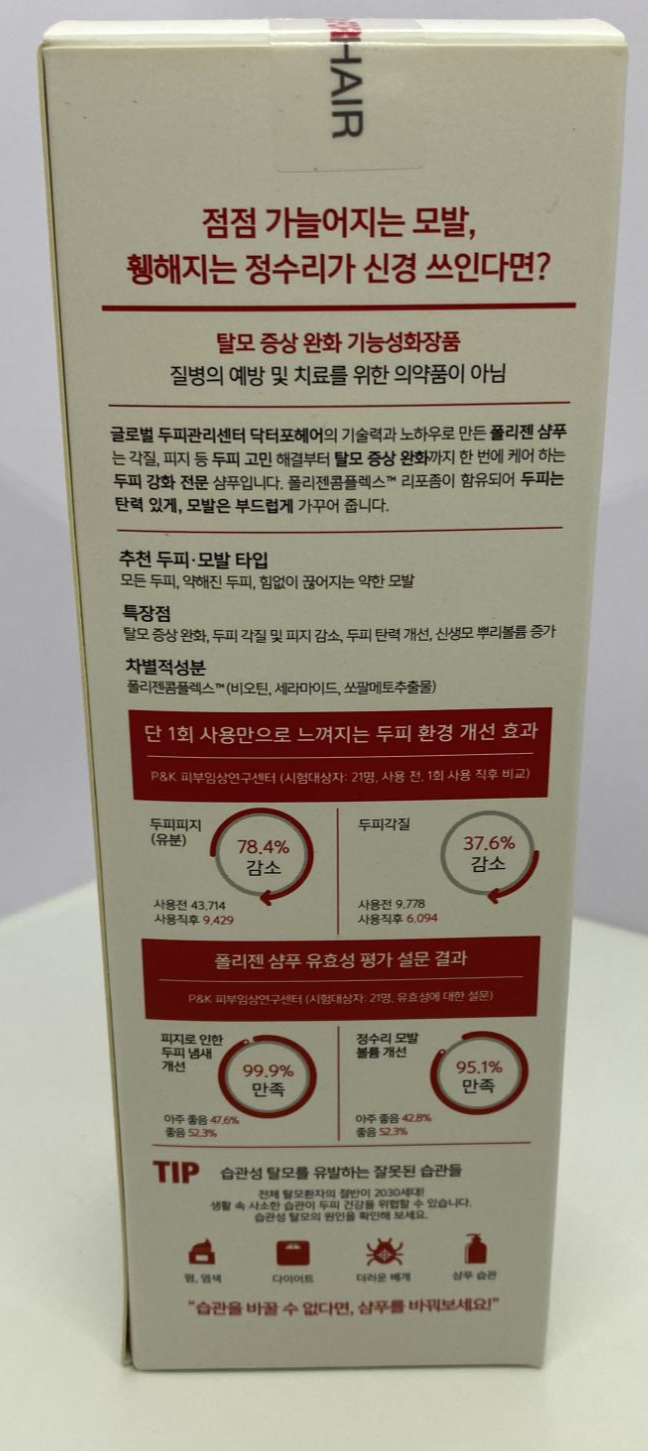 HAIR
점점 가늘어지는 모발,
휑해지는 정수리가 신경 쓰인다면?
탈모 증상 완화 기능성화장품
질병의 예방 및 치료를 위한 의약품이 아님
글로벌 두피관리센터 닥터포헤어의 기술력과 노하우로 만든 폴리젠 샴푸
는 각질, 피지 등 두피 고민 해결부터 탈모 증상 완화까지 한 번에 케어 하는
두피 강화 전문 샴푸입니다. 폴리젠콤플렉스™ 리포좀이 함유되어 두피는
탄력 있게, 모발은 부드럽게 가꾸어 줍니다.
추천 두피·모발 타입
모든 두피, 약해진 두피, 힘없이 끊어지는 약한 모발
특장점
탈모 증상 완화, 두피 각질 및 피지 감소, 두피 탄력 개선, 신생모 뿌리볼륨 증가
차별적성분
폴리젠콤플렉스™(비오틴, 세라마이드, 쏘팔메토추출물)
단 1회 사용만으로 느껴지는 두피 환경 개선 효과
P&K 피부임상연구센터 (시험대상자: 21명, 사용 전, 1회 사용 직후 비교)
두피피지
(유분)
78.4%
감소
사용전 43.714
사용직후 9,429
두피각질
37.6%
감소
사용전 9.778
사용직후 6.094
폴리젠 샴푸 유효성 평가 설문 결과
P&K 피부임상연구센터 (시험대상자: 21명, 유효성에 대한 설문)
피지로 인한
두피 냄새
개선
99.9%
만족
아주 좋음 47.6%
좋음 52.3%
정수리 모발
볼륨 개선
95.1%
만족
아주 좋음 42.8%
좋음 52.3%
TIP 습관성 탈모를 유발하는 잘못된 습관들
전체 탈모환자의 절반이 2030세대!
생활 속 사소한 습관이 두피 건강을 위협할 수 있습니다.
습관성 탈모의 원인을 확인해 보세요.
펌, 염색
다이어트
더러운 베개
샴푸 습관
"습관을 바꿀 수 없다면, 샴푸를 바꿔보세요!"